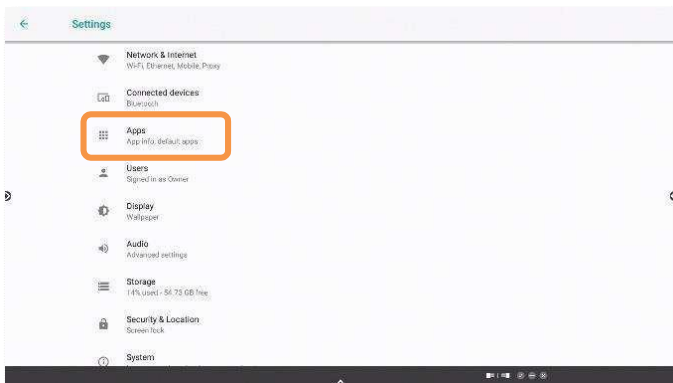 Settings
Network & Internet
Wi-Fi, Ethernet, Mobile, Proxy
Connected devices
Bluetooth
Apps
App info, default apps
Users
Signed in as Owner
Display
Wallpaper
Audio
Advanced settings
Storage
14% used - 54.73 GB free
Security & Location
Screen lock
System